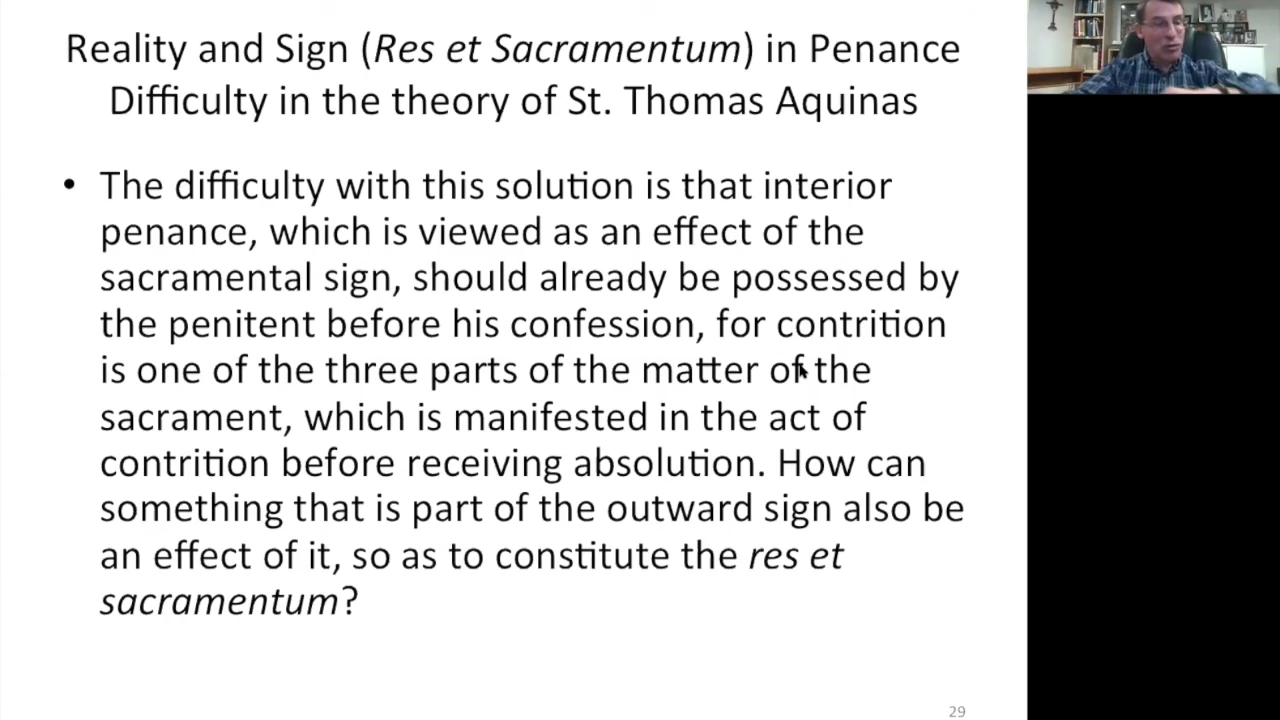 Reality and Sign (Res et Sacramentum) in Penance
Difficulty in the theory of St. Thomas Aquinas
• The difficulty with this solution is that interior
penance, which is viewed as an effect of the
sacramental sign, should already be possessed by
the penitent before his confession, for contrition
is one of the three parts of the matter of the
sacrament, which is manifested in the act of
contrition before receiving absolution. How can
something that is part of the outward sign also be
an effect of it, so as to constitute the res et
sacramentum?
29